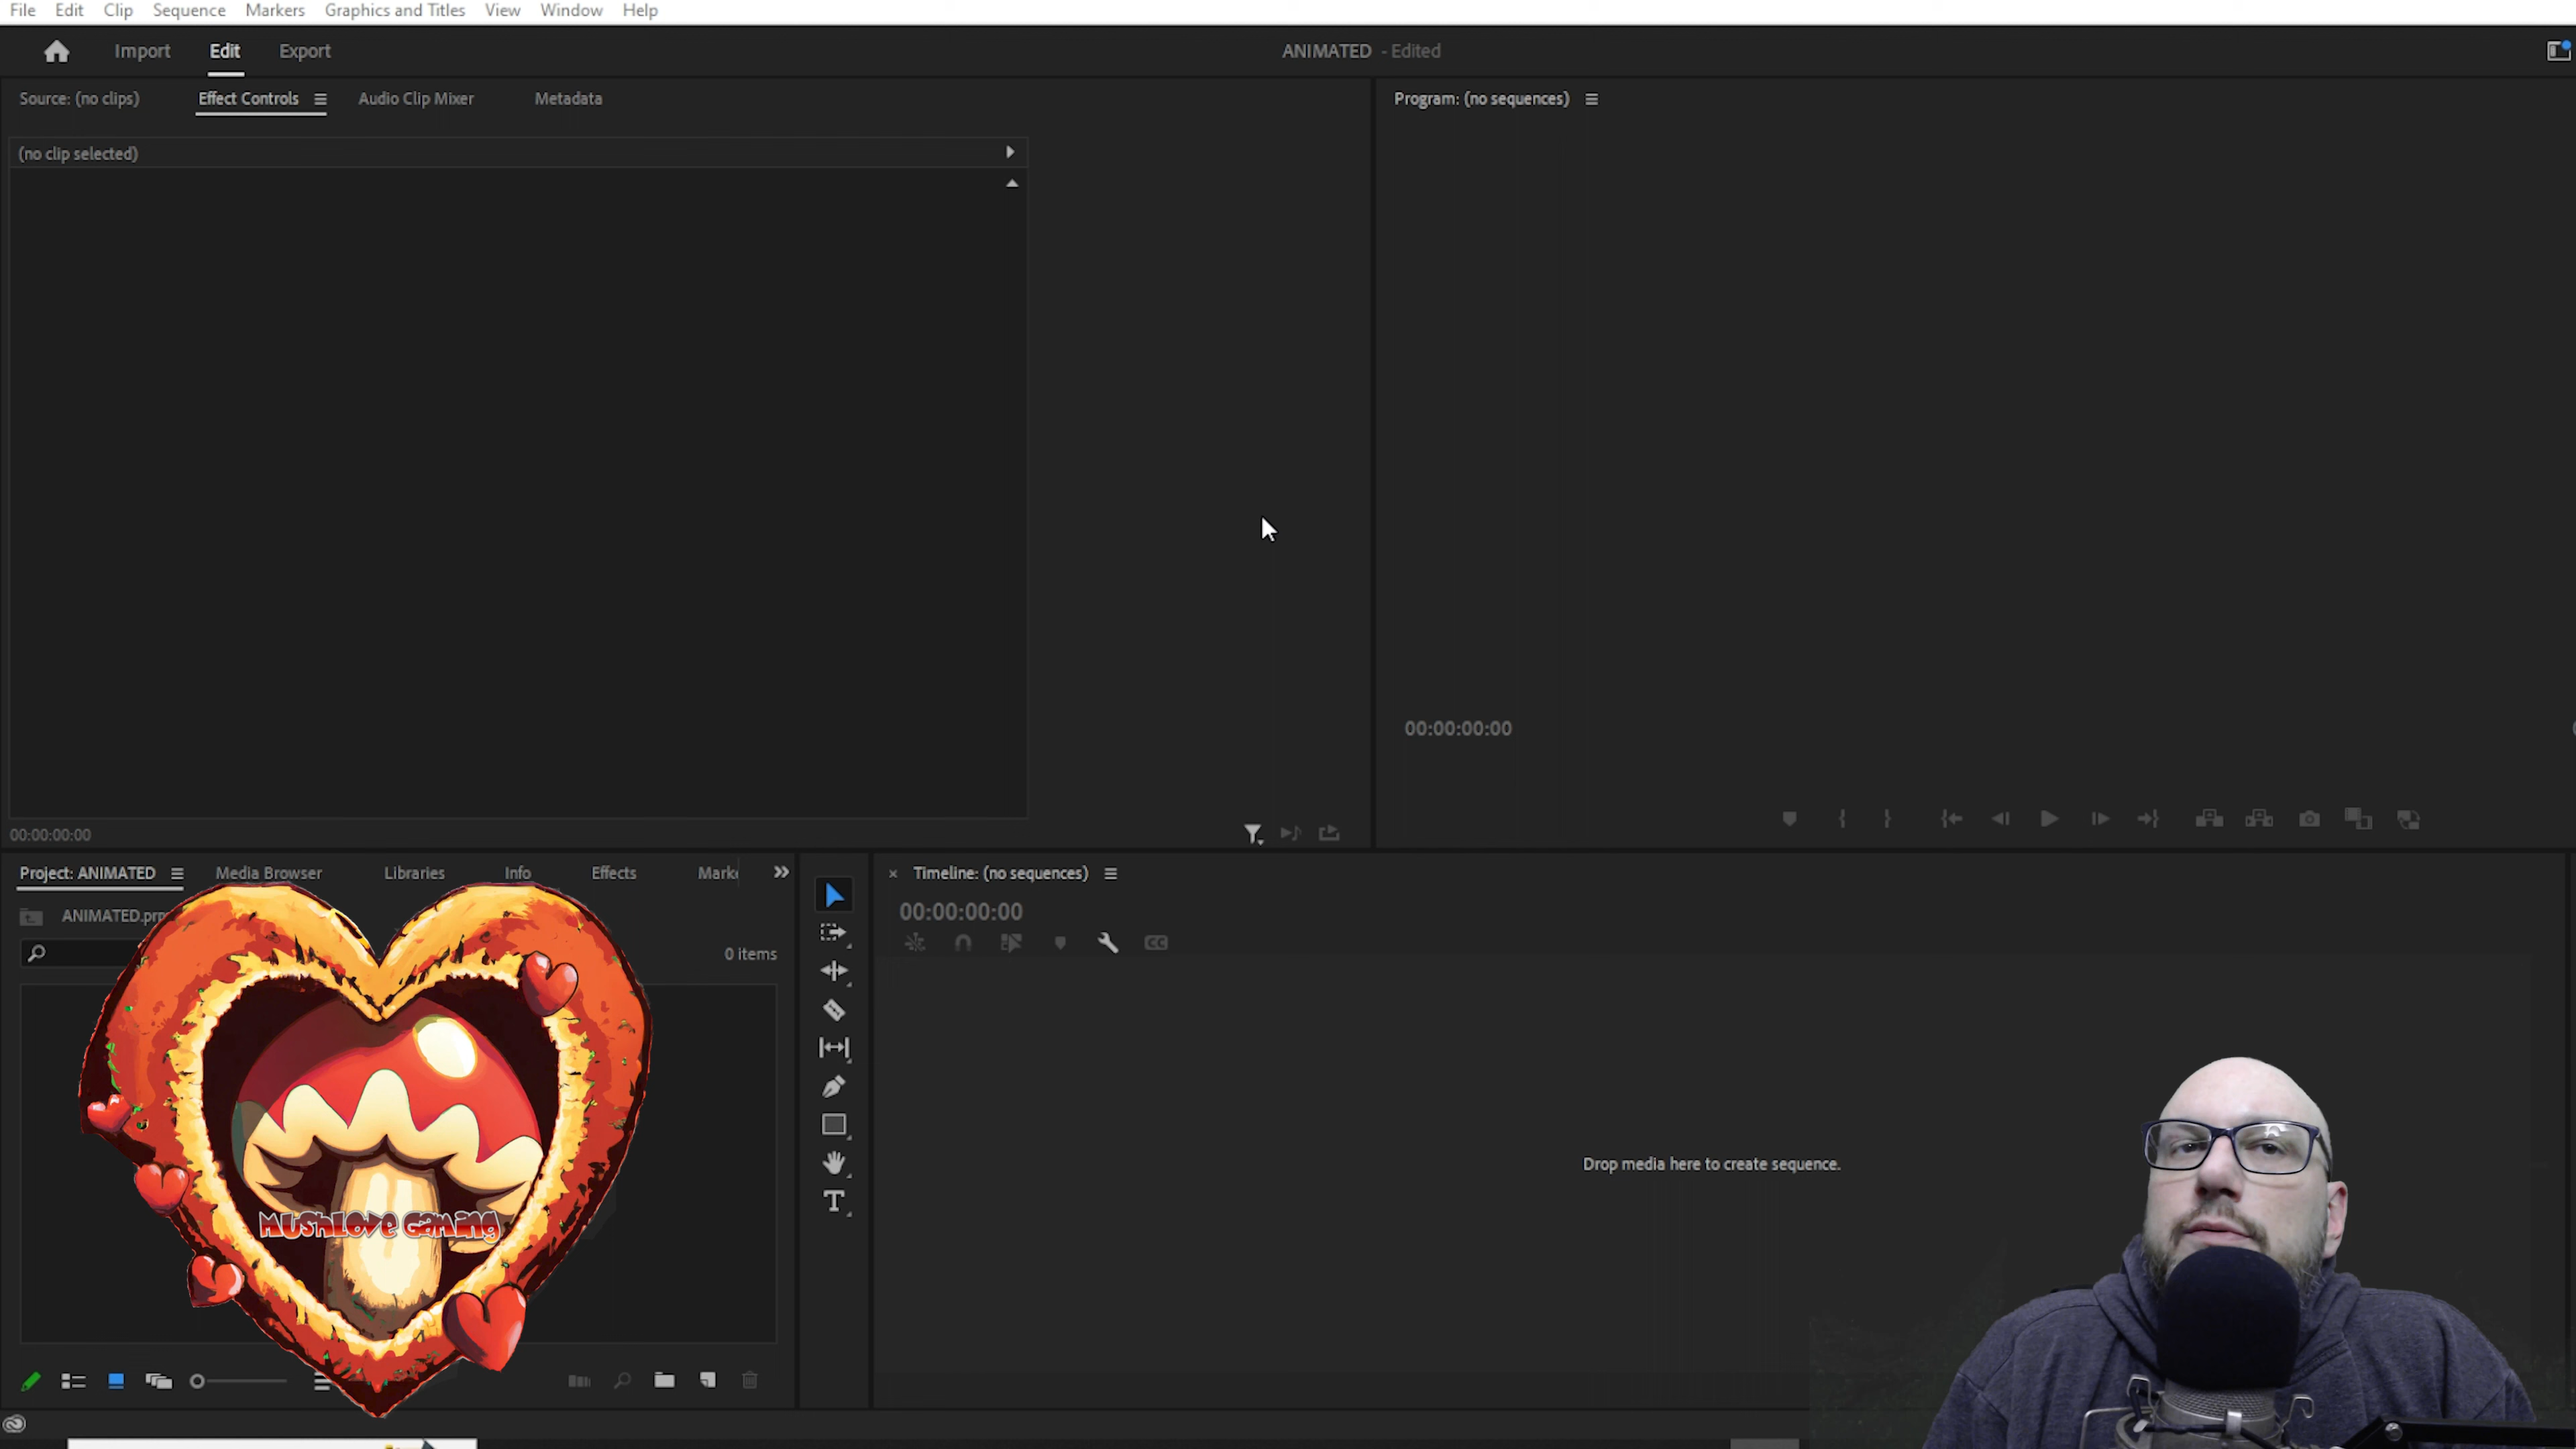 File Edit Clip Sequence Markers Graphics and Titles View Window Help
Import Edit Export ANIMATED - Edited
Source: (no clips) Effect Controls Audio Clip Mixer Metadata
Program: (no sequences)
(no clip selected)
00:00:00:00
00:00:00:00
Project: ANIMATED Media Browser Libraries Info Effects
Timeline: (no sequences)
00:00:00:00
0 items
CC
T
Drop media here to create sequence.
MushLove Gaming